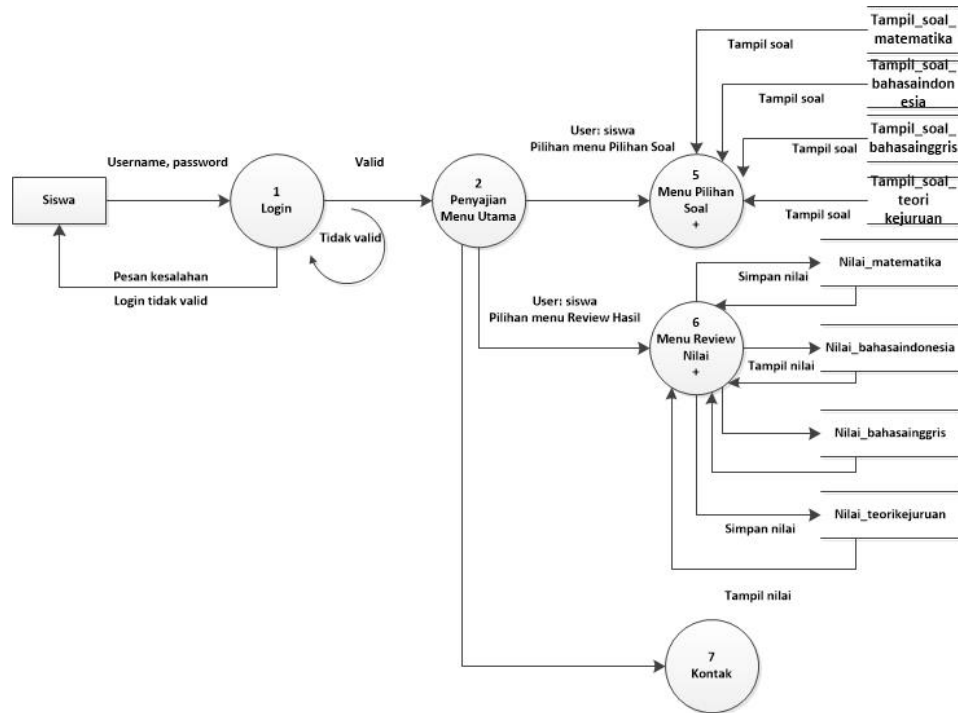 Tampil_soal_
matematika
Tampil soal
Tampil_soal_
bahasaindon
esia
Tampil soal
User: siswa
Pilihan menu Pilihan Soal
Tampil_soal_
bahasainggris
Tampil soal
Username, password
Valid
Siswa
1
Login
2
Penyajian
Menu Utama
5
Menu Pilihan
Soal
+
Tampil_soal_
teori
kejuruan
Tampil soal
Tidak valid
Pesan kesalahan
Login tidak valid
Nilai_matematika
Simpan nilai
User: siswa
Pilihan menu Review Hasil
6
Menu Review
Nilai
+
Nilai_bahasaindonesia
Tampil nilai
Nilai_bahasainggris
Nilai_teorikejuruan
Simpan nilai
Tampil nilai
7
Kontak